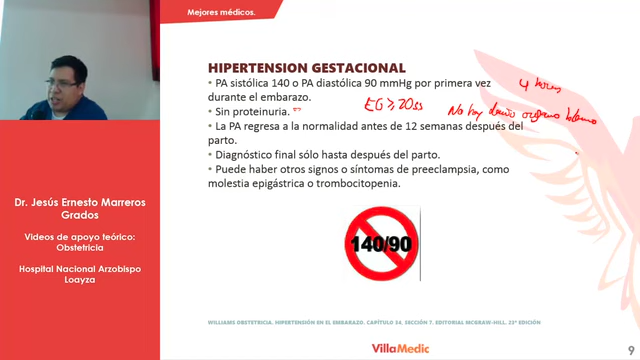 Mejores médicos.
HIPERTENSION GESTACIONAL
• PA sistólica 140 o PA diastólica 90 mmHg por primera vez
durante el embarazo.
4 horas
EG ≥ 20ss
• Sin proteinuria.
No hay daño organo blanco
• La PA regresa a la normalidad antes de 12 semanas después del
parto.
• Diagnóstico final sólo hasta después del parto.
• Puede haber otros signos o síntomas de preeclampsia, como
molestia epigástrica o trombocitopenia.
140/90
Dr. Jesús Ernesto Marreros
Grados
Videos de apoyo teórico:
Obstetricía
Hospital Nacional Arzobispo
Loayza
WILLIAMS OBSTETRICIA. HIPERTENSIÓN EN EL EMBARAZO. CAPÍTULO 34, SECCIÓN 7. EDITORIAL MCGRAW-HILL. 23ª EDICIÓN
VillaMedic
9